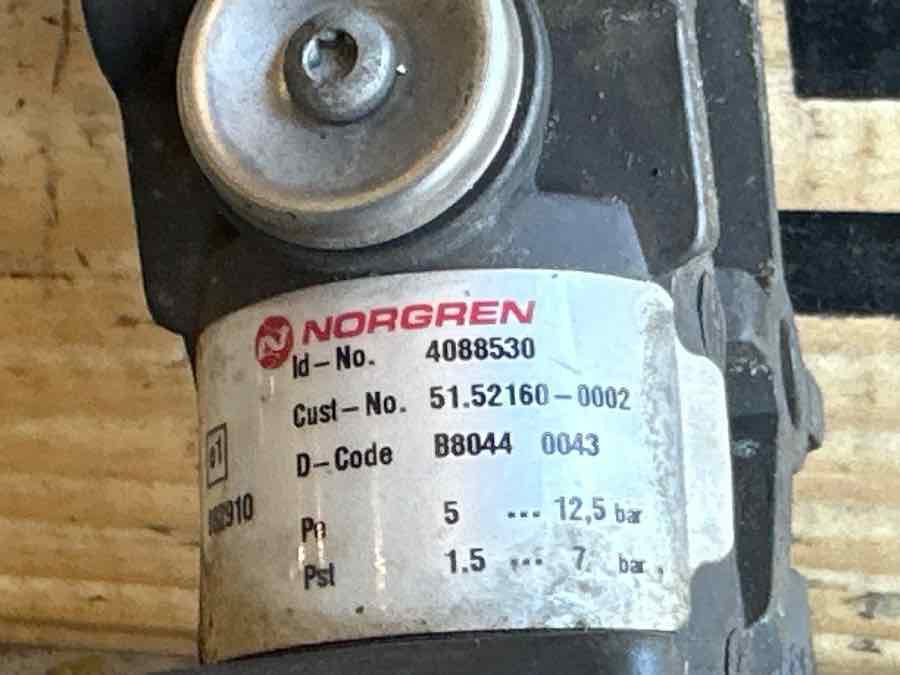 NORGREN
Id-No. 4088530
Cust-No. 51.52160-0002
D-Code B8044 0043
e1
Pe 5 ... 12,5 bar
Pst 1.5 ... 7 bar